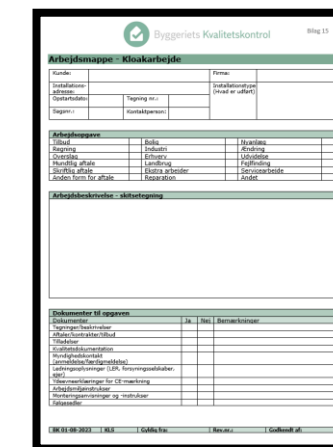 Byggeriets Kvalitetskontrol
Bilag 15
Arbejdsmappe - Kloakarbejde
Kunde:
Firma:
Installations-
adresse:
Installationstype
(Hvad er udført)
Opstartsdato:
Tegning nr.:
Sagsnr.:
Kontaktperson:
Arbejdsopgave
Tilbud
Bolig
Nyanlæg
Regning
Industri
Ændring
Overslag
Erhverv
Udvidelse
Mundtlig aftale
Landbrug
Fejlfinding
Skriftlig aftale
Ekstra arbejder
Servicearbejde
Anden form for aftale
Reparation
Andet
Arbejdsbeskrivelse - skitsetegning
Dokumenter til opgaven
Dokumenter
Ja
Nej
Bemærkninger
Tegninger/beskrivelser
Aftaler/kontrakter/tilbud
Tilladelser
Kvalitetsdokumentation
Myndighedskontakt
(anmeldelse/færdigmeldelse)
Ledningsoplysninger (LER, forsyningsselskaber,
ejer)
Ydeevneerklæringer for CE-mærkning
Arbejdsmiljøinstrukser
Monteringsanvisninger og -instrukser
Følgesedler
BK 01-09-2023
KLS
Gyldig fra:
Rev.nr.:
Godkendt af: